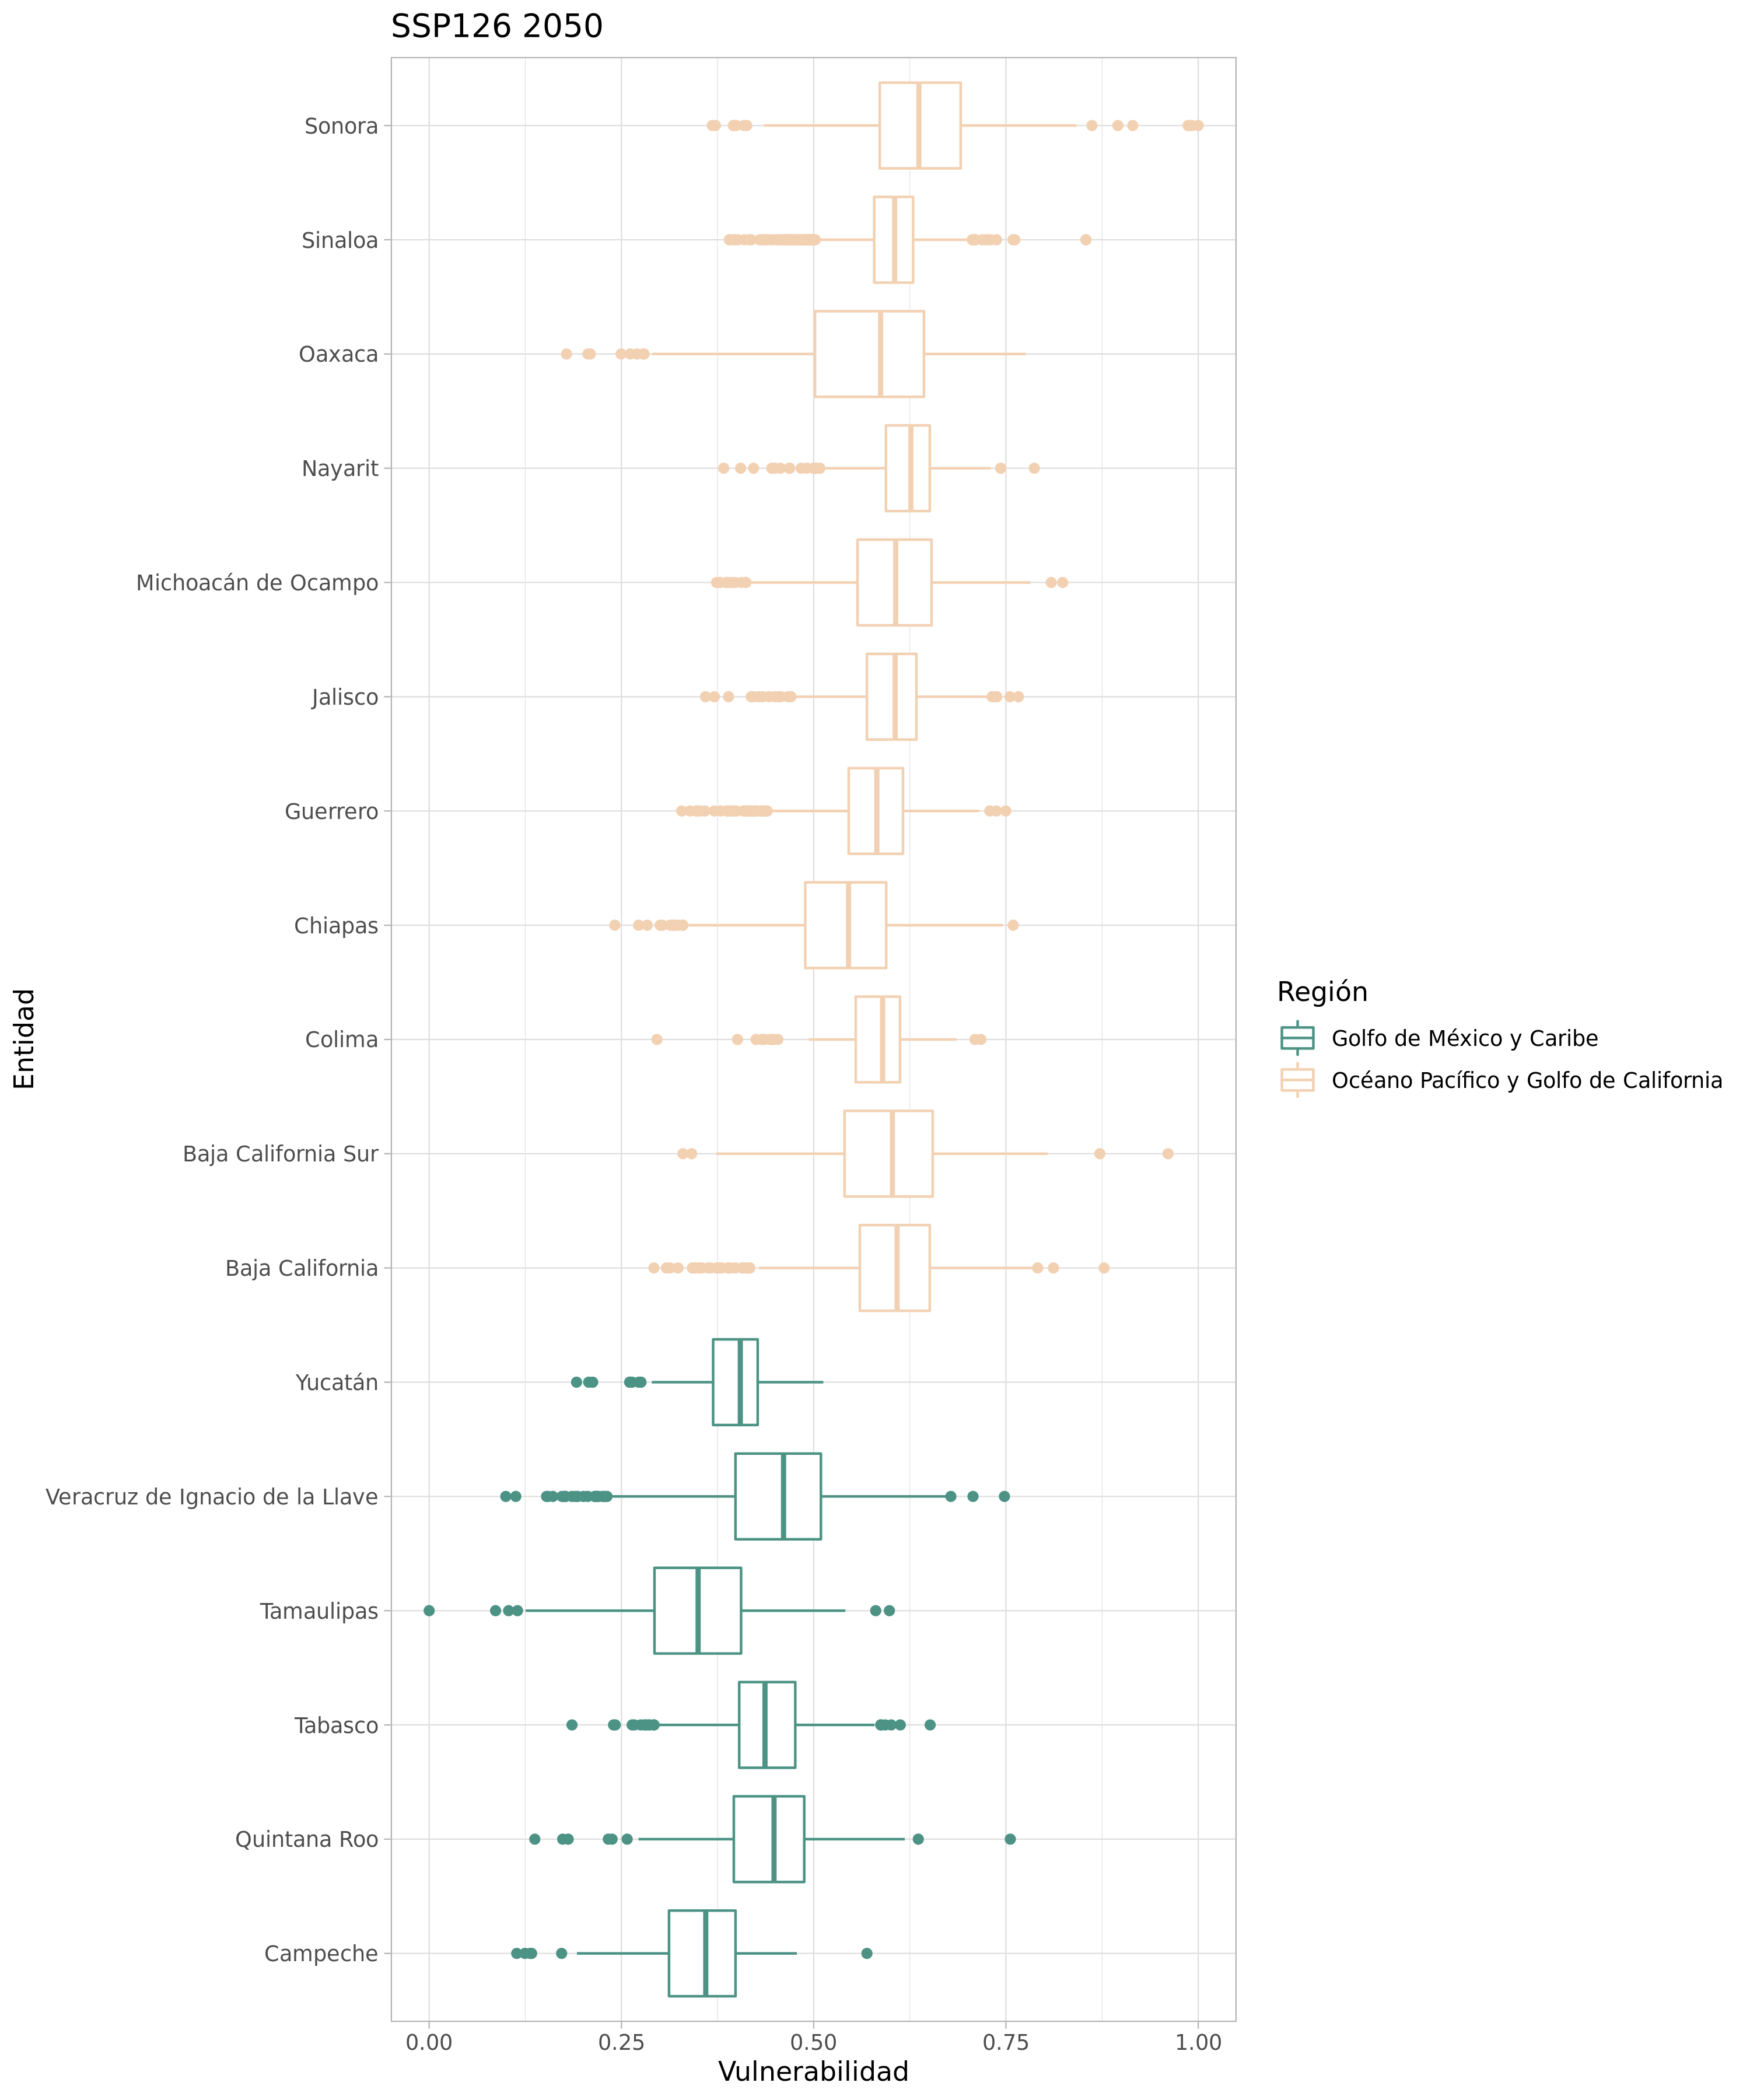 SSP126 2050
Sonora
Sinaloa
Oaxaca
Nayarit
Michoacán de Ocampo
Jalisco
Guerrero
Chiapas
Colima
Baja California Sur
Baja California
Yucatán
Veracruz de Ignacio de la Llave
Tamaulipas
Tabasco
Quintana Roo
Campeche
Entidad
0.00 0.25 0.50 0.75 1.00
Vulnerabilidad
Región
Golfo de México y Caribe
Océano Pacífico y Golfo de California